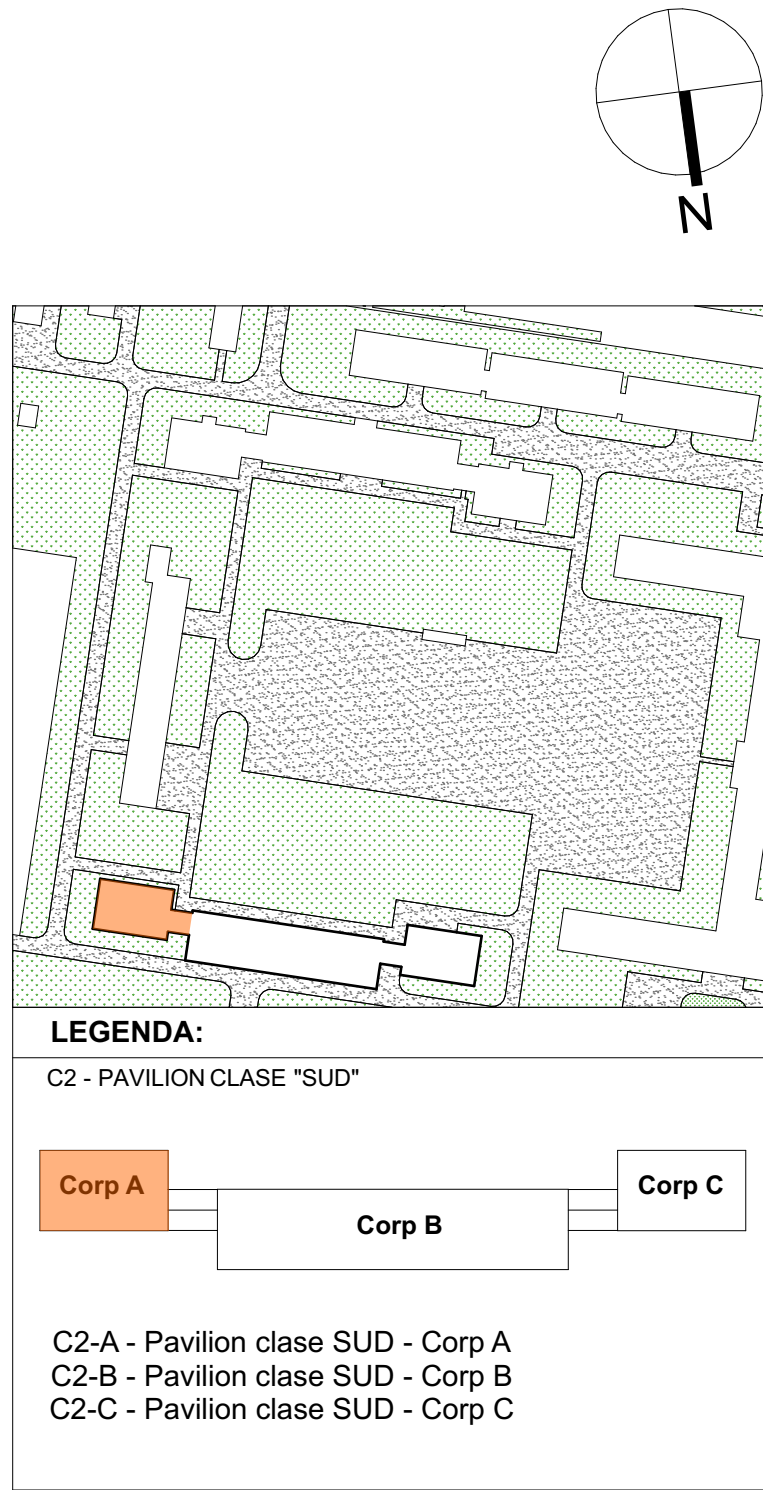 N
LEGENDA:
C2 - PAVILION CLASE "SUD"
Corp A
Corp B
Corp C
C2-A - Pavilion clase SUD - Corp A
C2-B - Pavilion clase SUD - Corp B
C2-C - Pavilion clase SUD - Corp C